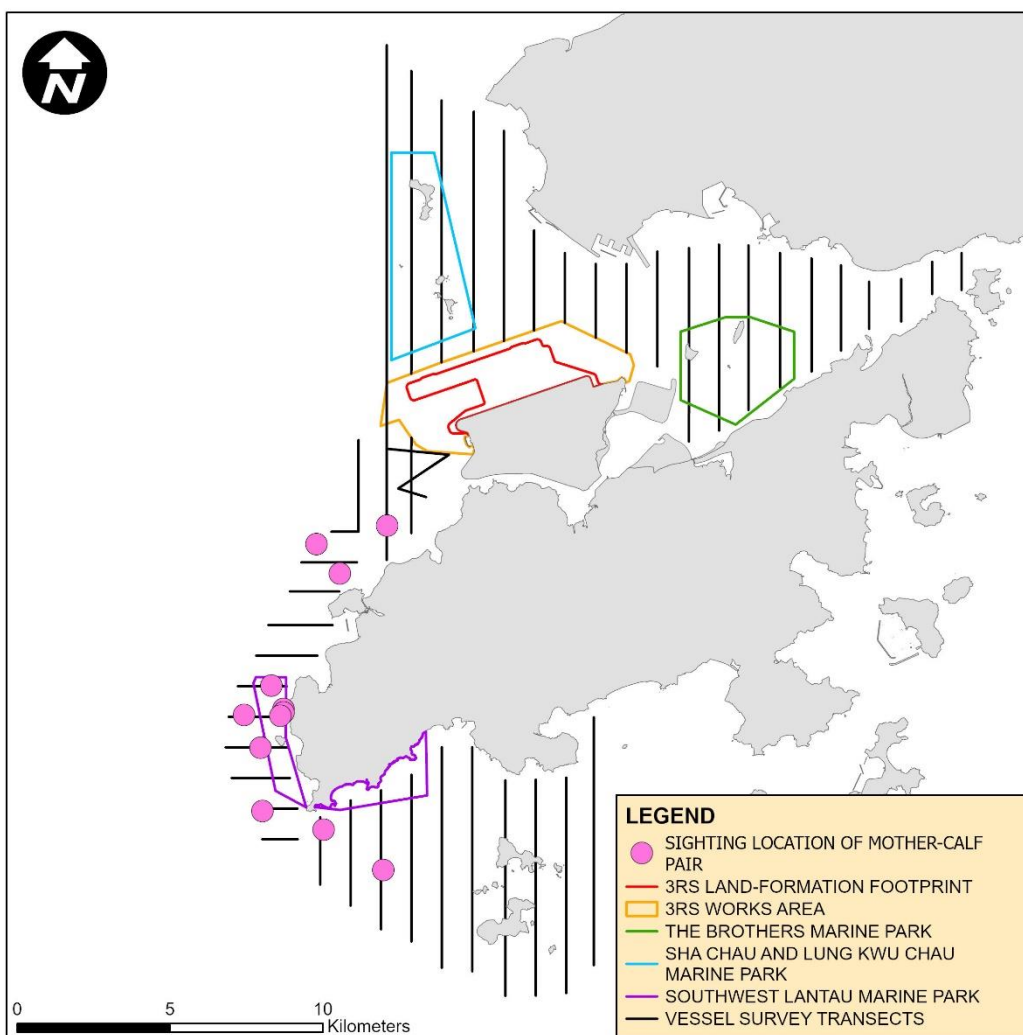 N
LEGEND
SIGHTING LOCATION OF MOTHER-CALF
PAIR
3RS LAND-FORMATION FOOTPRINT
3RS WORKS AREA
THE BROTHERS MARINE PARK
SHA CHAU AND LUNG KWU CHAU
MARINE PARK
SOUTHWEST LANTAU MARINE PARK
VESSEL SURVEY TRANSECTS
0 5 10
Kilometers